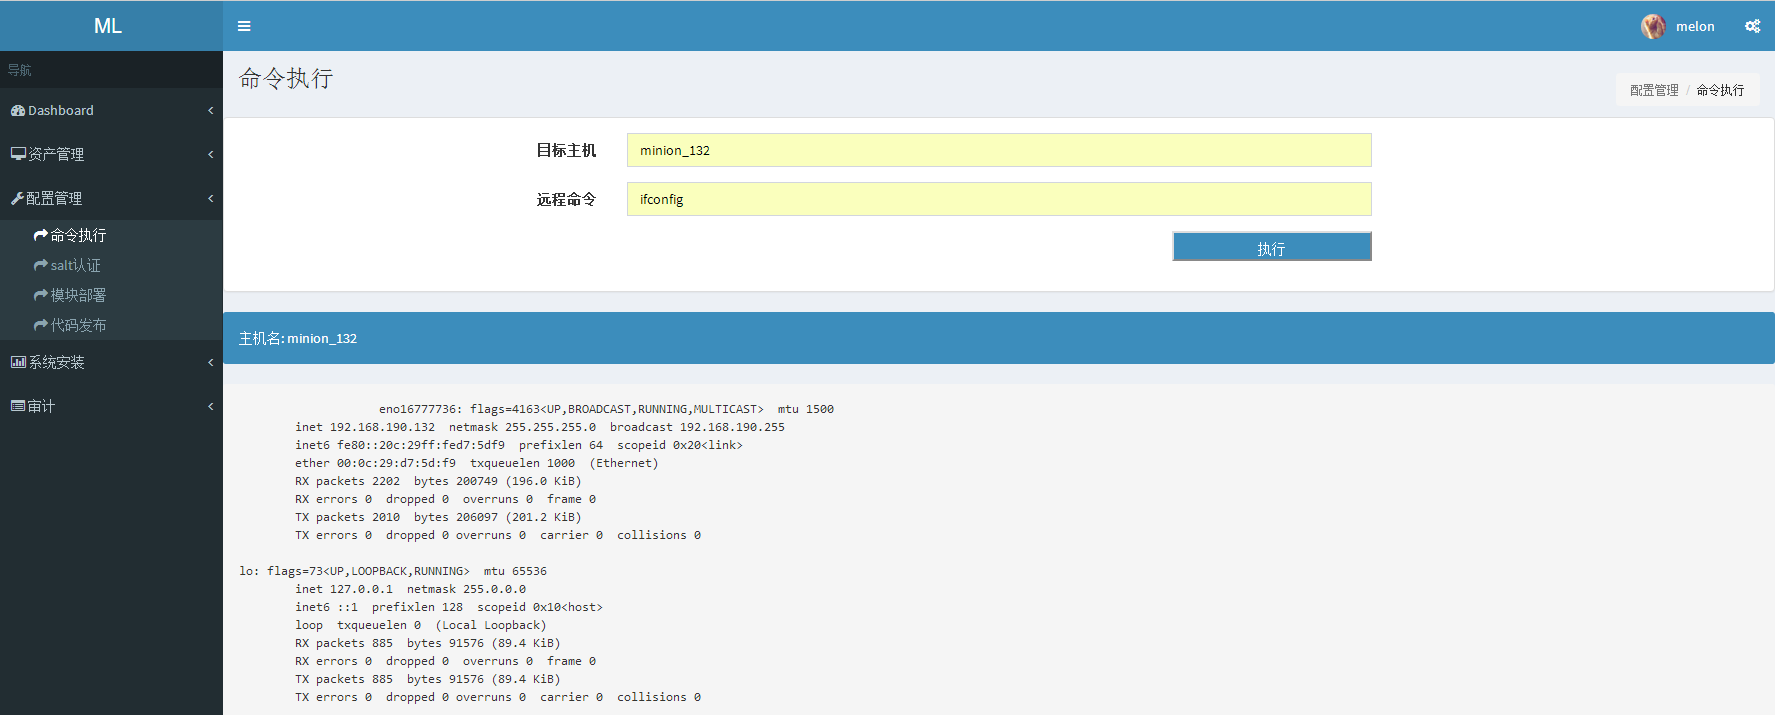 ML
melon
导航
Dashboard
资产管理
配置管理
命令执行
salt认证
模块部署
代码发布
系统安装
审计
命令执行
配置管理 / 命令执行
目标主机 minion_132
远程命令 ifconfig
执行
主机名: minion_132
eno16777736: flags=4163<UP,BROADCAST,RUNNING,MULTICAST>  mtu 1500
inet 192.168.190.132  netmask 255.255.255.0  broadcast 192.168.190.255
inet6 fe80::20c:29ff:fed7:5df9  prefixlen 64  scopeid 0x20<link>
ether 00:0c:29:d7:5d:f9  txqueuelen 1000  (Ethernet)
RX packets 2202  bytes 200749 (196.0 KiB)
RX errors 0  dropped 0  overruns 0  frame 0
TX packets 2010  bytes 206097 (201.2 KiB)
TX errors 0  dropped 0 overruns 0  carrier 0  collisions 0
lo: flags=73<UP,LOOPBACK,RUNNING>  mtu 65536
inet 127.0.0.1  netmask 255.0.0.0
inet6 ::1  prefixlen 128  scopeid 0x10<host>
loop  txqueuelen 0  (Local Loopback)
RX packets 885  bytes 91576 (89.4 KiB)
RX errors 0  dropped 0  overruns 0  frame 0
TX packets 885  bytes 91576 (89.4 KiB)
TX errors 0  dropped 0 overruns 0  carrier 0  collisions 0